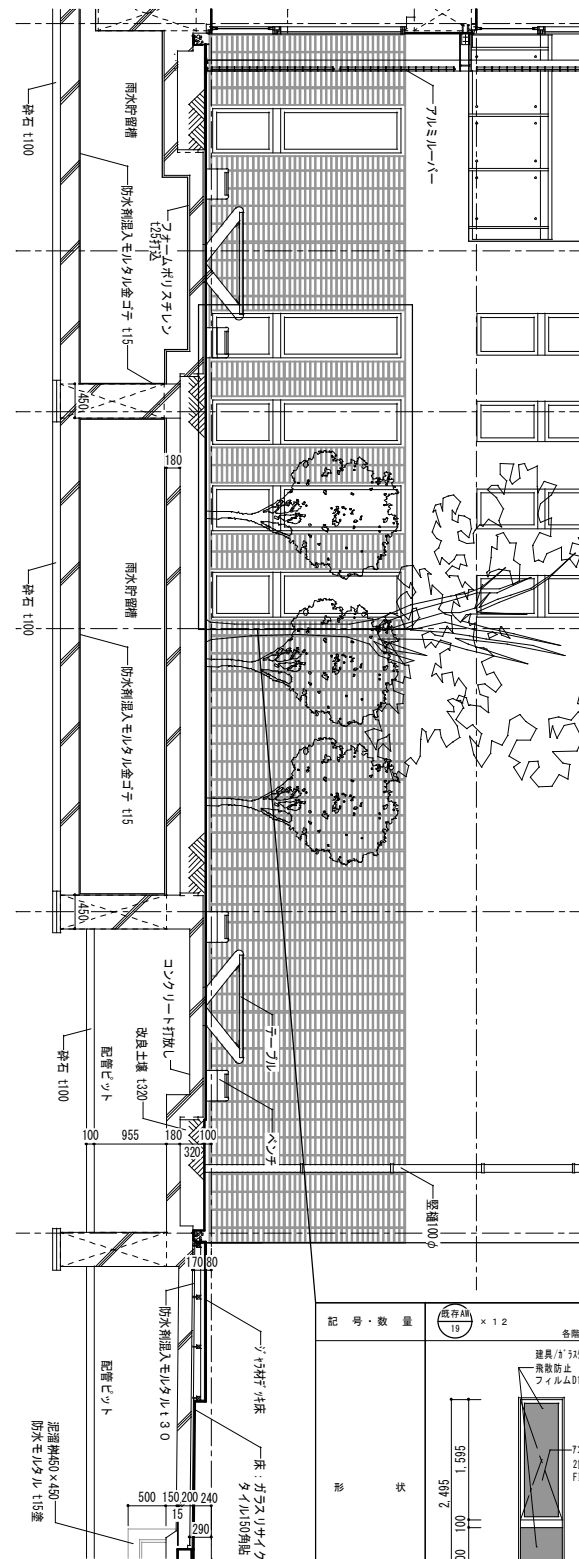 アルミルーバー
フォームポリスチレン
t25打込
雨水貯留槽
防水剤混入モルタル金ゴテ t15
砕石 t100
450
180
雨水貯留槽
防水剤混入モルタル金ゴテ t15
砕石 t100
450
テーブル
ベンチ
コンクリート打放し
改良土壌 t320
配管ピット
砕石 t100
100
955
180
100
320
竪樋100φ
170
80
ジャラ材デッキ床
防水剤混入モルタル t30
配管ピット
床：ガラスリサイク
タイル150角貼
500
150
200
240
15
290
泥溜桝450×450
防水モルタル t15塗
記号・数量
既存AW
19
×12
各階
建具/ガラス
飛散防止
フィルム
形状
2,495
1,595
100